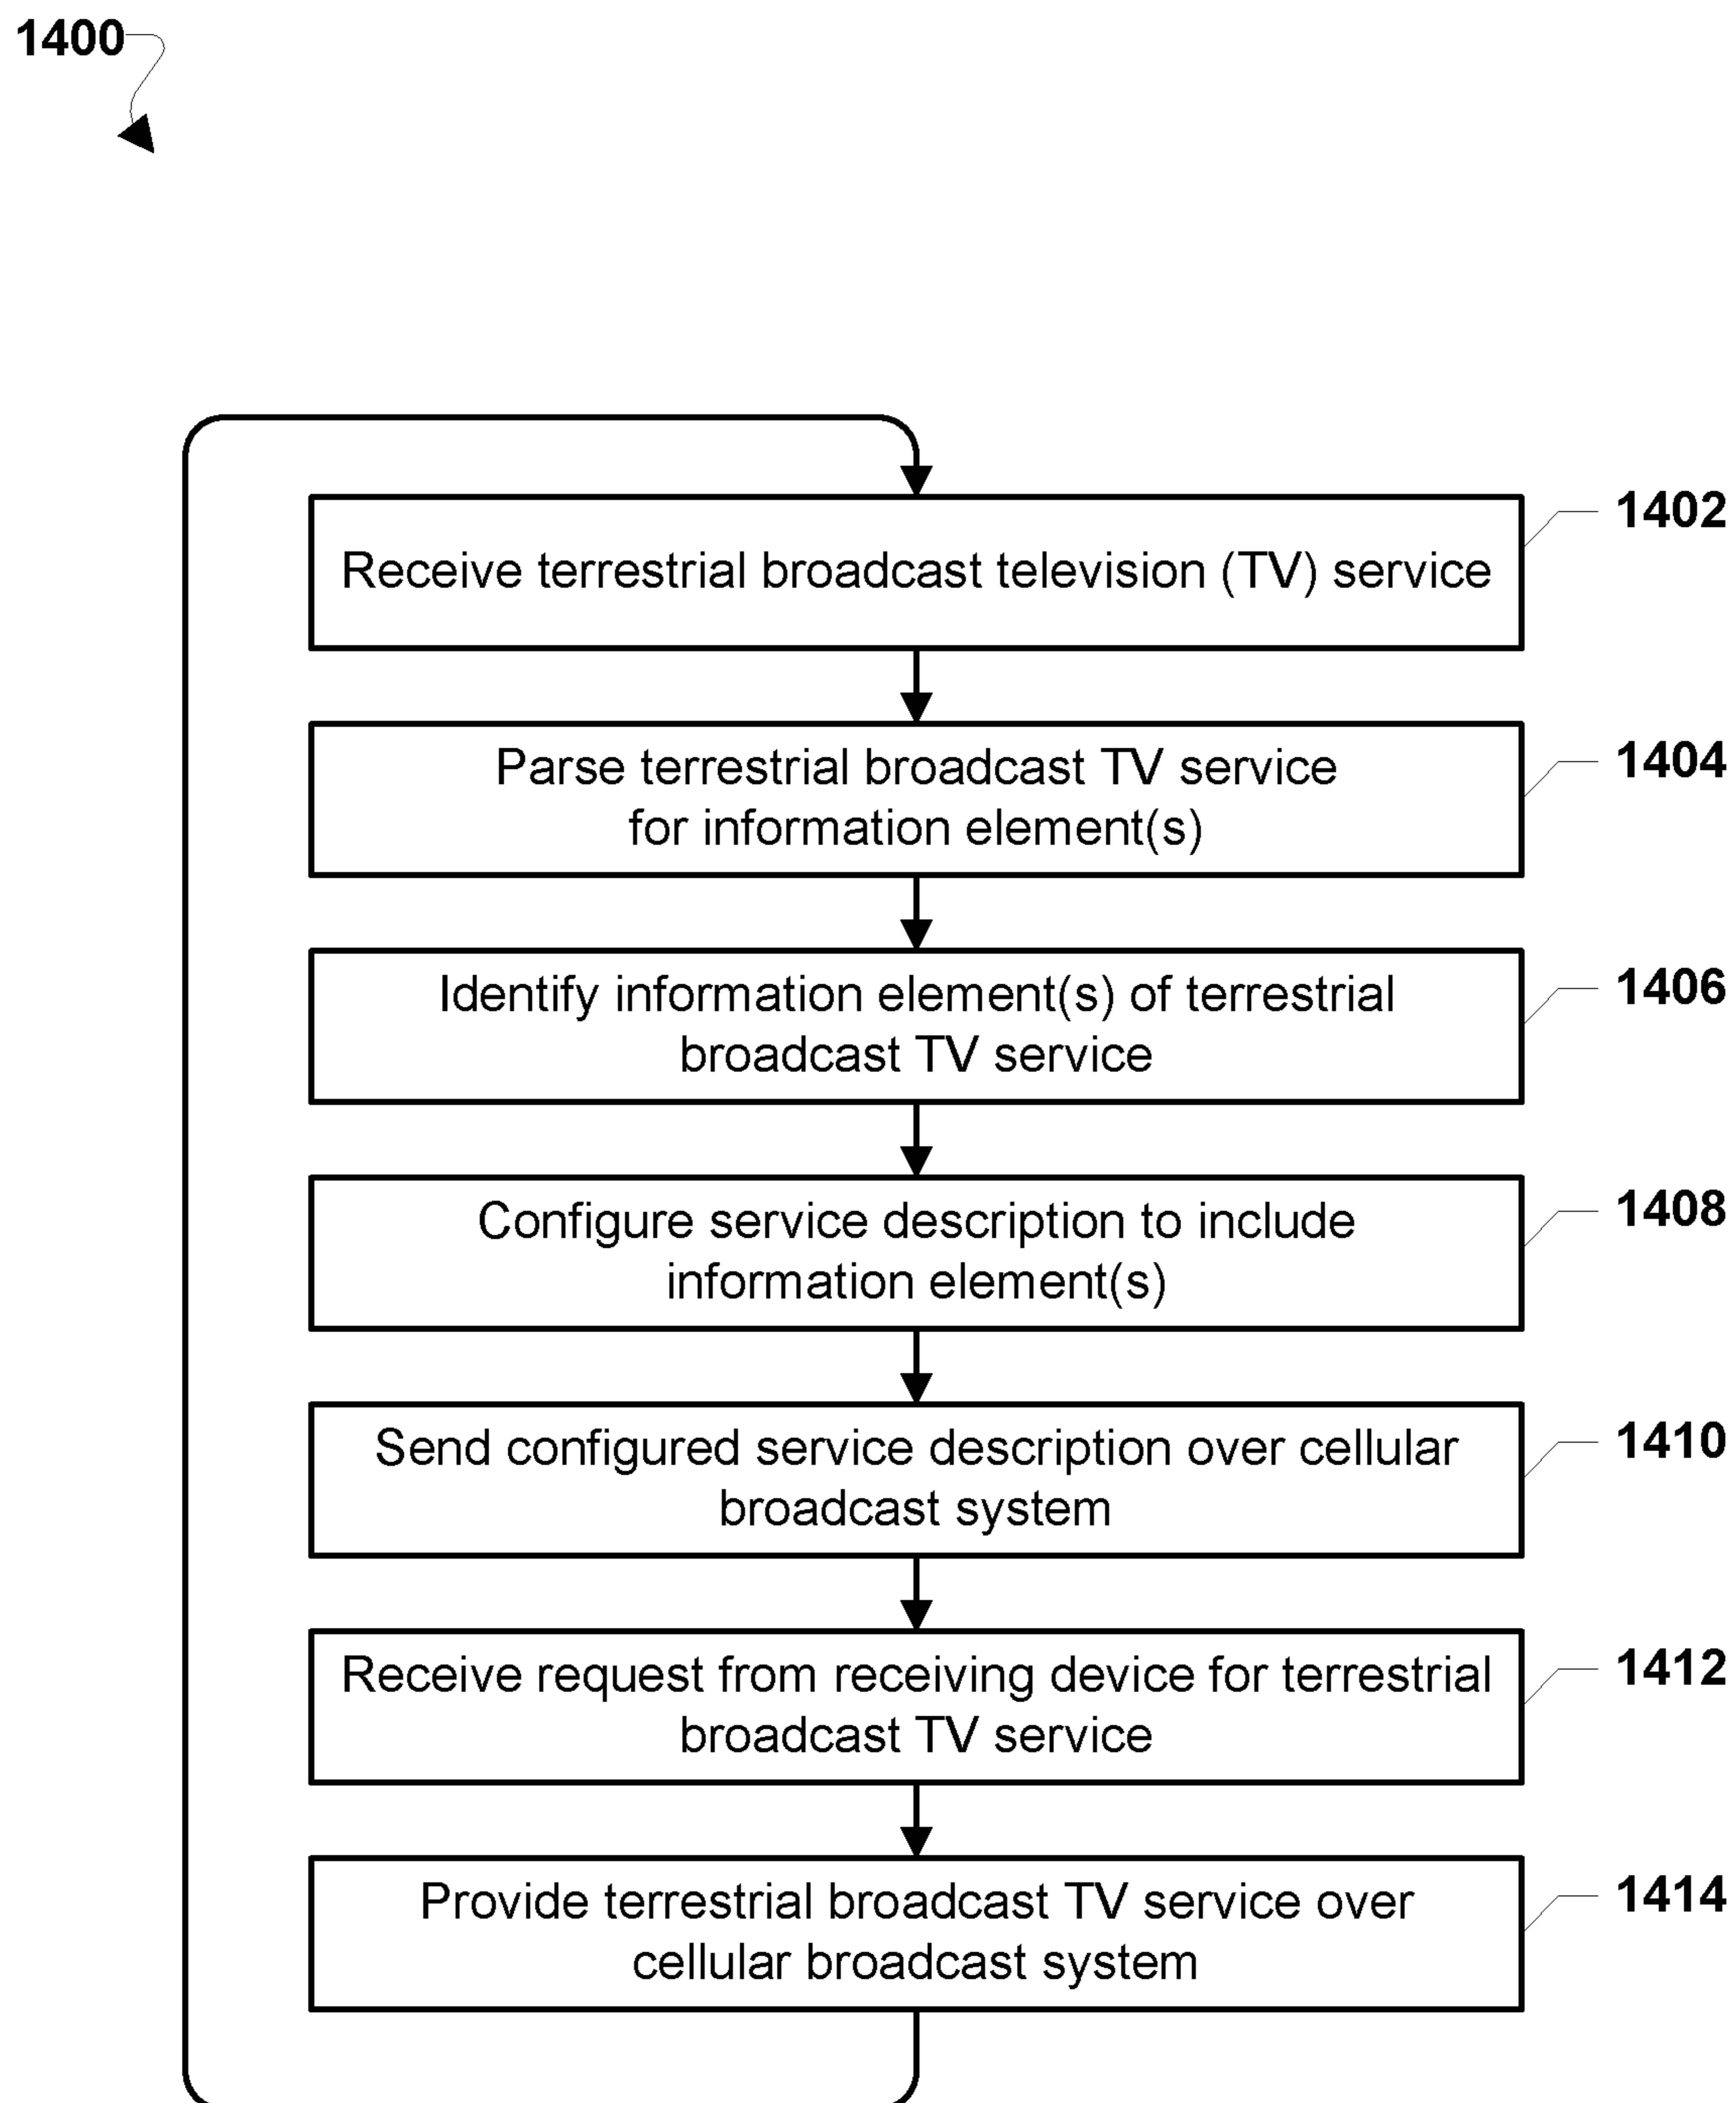 1400
Receive terrestrial broadcast television (TV) service
1402
Parse terrestrial broadcast TV service
for information element(s)
1404
Identify information element(s) of terrestrial
broadcast TV service
1406
Configure service description to include
information element(s)
1408
Send configured service description over cellular
broadcast system
1410
Receive request from receiving device for terrestrial
broadcast TV service
1412
Provide terrestrial broadcast TV service over
cellular broadcast system
1414